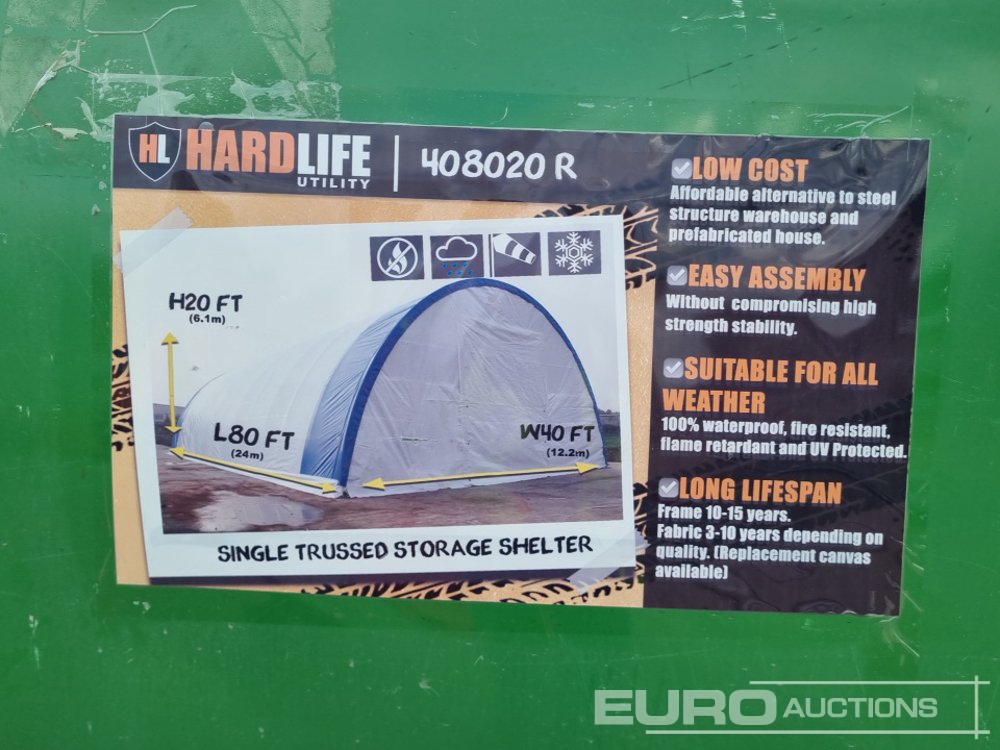 HL HARDLIFE
UTILITY
408020 R
H20 FT
(6.1m)
L80 FT
(24m)
W40 FT
(12.2m)
SINGLE TRUSSED STORAGE SHELTER
LOW COST
Affordable alternative to steel
structure warehouse and
prefabricated house.
EASY ASSEMBLY
Without compromising high
strength stability.
SUITABLE FOR ALL
WEATHER
100% waterproof, fire resistant,
flame retardant and UV Protected.
LONG LIFESPAN
Frame 10-15 years.
Fabric 3-10 years depending on
quality. (Replacement canvas
available)
EURO AUCTIONS